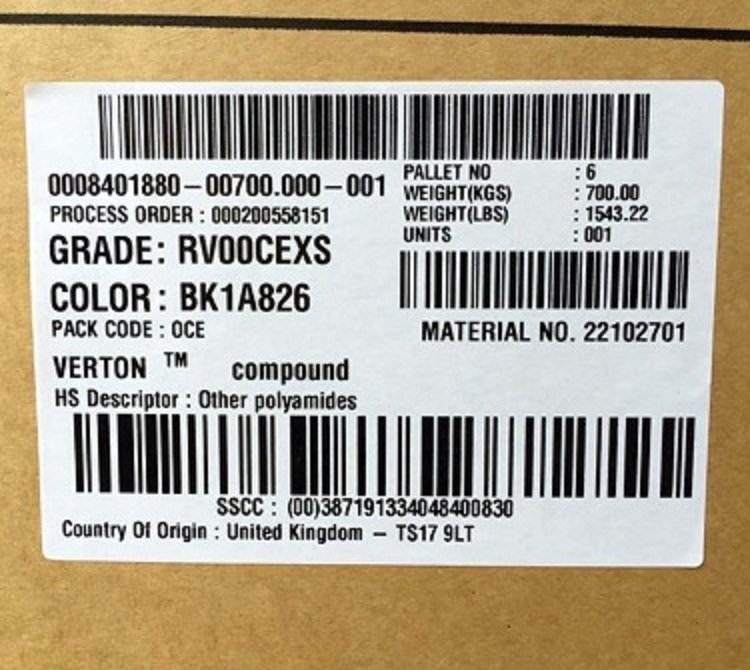 0008401880-00700.000-001
PROCESS ORDER : 000200558151
GRADE: RV00CEXS
COLOR: BK1A826
PACK CODE : OCE
PALLET NO : 6
WEIGHT(KGS) : 700.00
WEIGHT(LBS) : 1543.22
UNITS : 001
MATERIAL NO. 22102701
VERTON ™ compound
HS Descriptor : Other polyamides
SSCC : (00)387191334048400830
Country Of Origin : United Kingdom - TS17 9LT